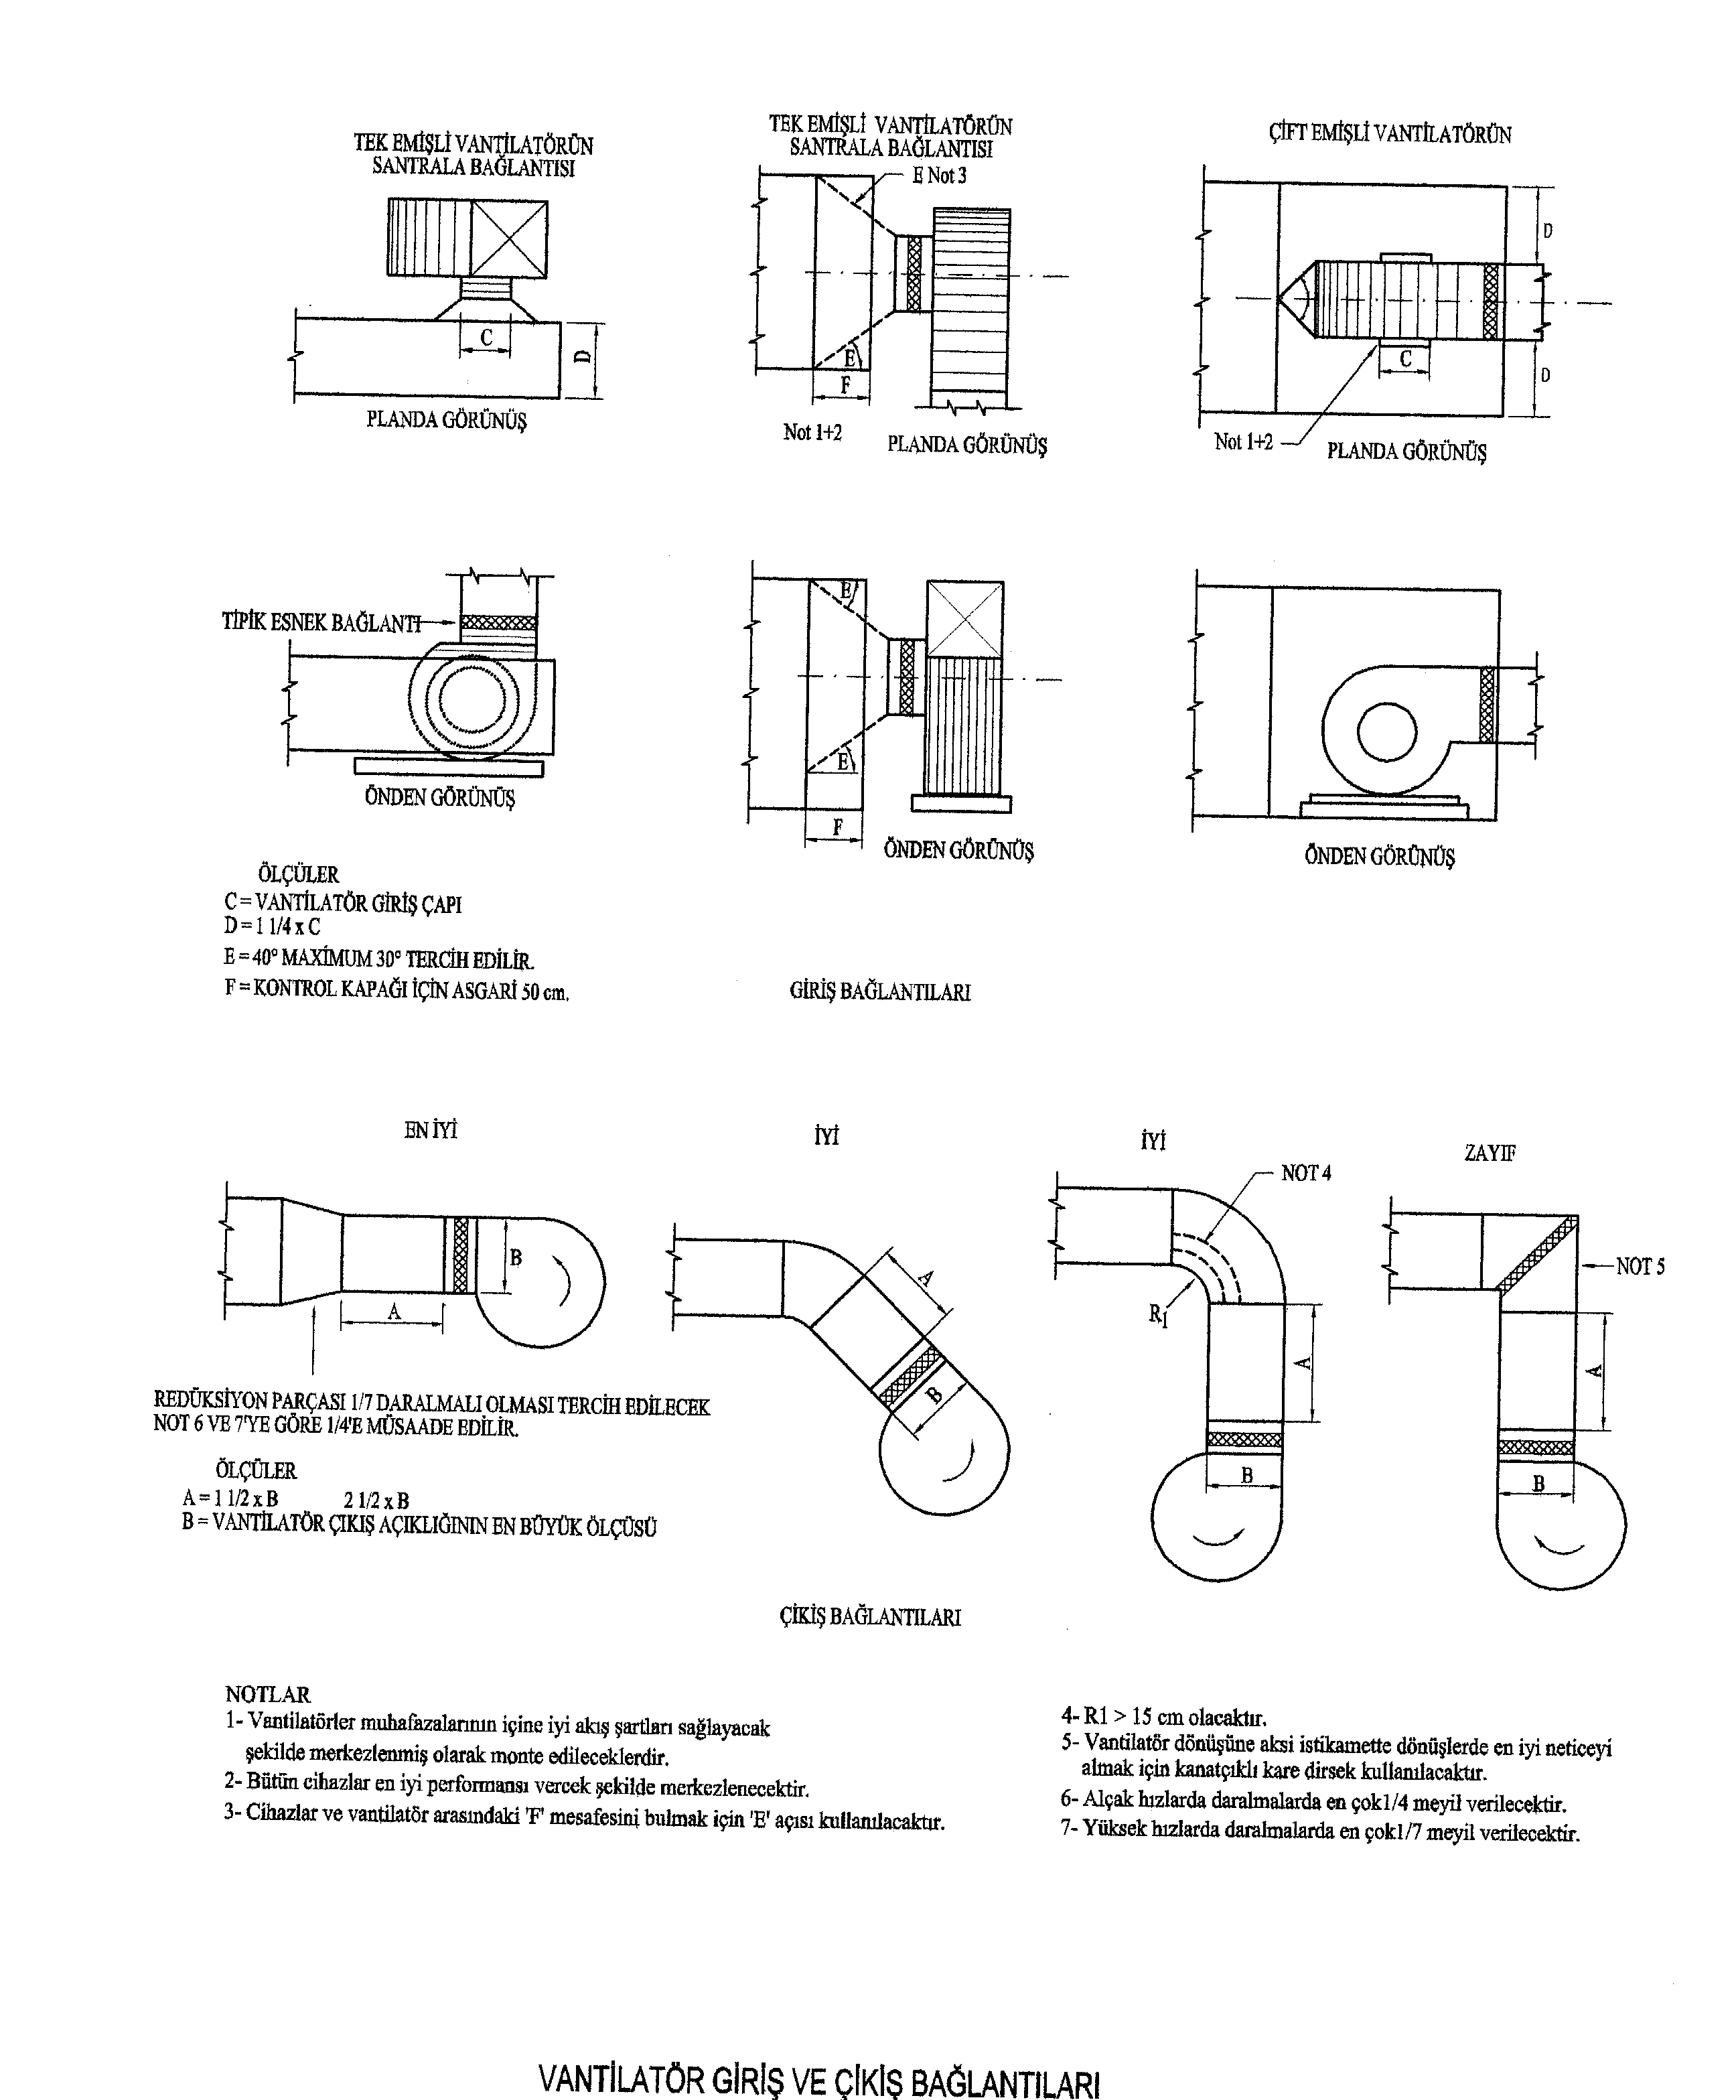 TEK EMİŞLİ VANTİLATÖRÜN
SANTRALA BAĞLANTISI
C
D
PLANDA GÖRÜNÜŞ
TEK EMİŞLİ VANTİLATÖRÜN
SANTRALA BAĞLANTISI
E Not 3
E
F
Not 1+2
PLANDA GÖRÜNÜŞ
ÇİFT EMİŞLİ VANTİLATÖRÜN
D
C
D
Not 1+2
PLANDA GÖRÜNÜŞ
TİPİK ESNEK BAĞLANTI
ÖNDEN GÖRÜNÜŞ
E
E
F
ÖNDEN GÖRÜNÜŞ
ÖNDEN GÖRÜNÜŞ
ÖLÇÜLER
C = VANTİLATÖR GİRİŞ ÇAPI
D = 1 1/4 x C
E = 40° MAXİMUM 30° TERCİH EDİLİR.
F = KONTROL KAPAĞI İÇİN ASGARİ 50 cm.
GİRİŞ BAĞLANTILARI
EN İYİ
B
A
REDÜKSİYON PARÇASI 1/7 DARALMALI OLMASI TERCİH EDİLECEK
NOT 6 VE 7'YE GÖRE 1/4'E MÜSAADE EDİLİR.
İYİ
A
B
İYİ
NOT 4
R1
A
B
ZAYIF
NOT 5
A
B
ÖLÇÜLER
A = 1 1/2 x B 2 1/2 x B
B = VANTİLATÖR ÇIKIŞ AÇIKLIĞININ EN BÜYÜK ÖLÇÜSÜ
ÇİKİŞ BAĞLANTILARI
NOTLAR
1- Vantilatörler muhafazalarının içine iyi akış şartları sağlayacak
şekilde merkezlenmiş olarak monte edileceklerdir.
2- Bütün cihazlar en iyi performansı vercek şekilde merkezlenecektir.
3- Cihazlar ve vantilatör arasındaki 'F' mesafesini bulmak için 'E' açısı kullanılacaktır.
4- R1 > 15 cm olacaktır.
5- Vantilatör dönüşüne aksi istikamette dönüşlerde en iyi neticeyi
almak için kanatçıklı kare dirsek kullanılacaktır.
6- Alçak hızlarda daralmalarda en çok1/4 meyil verilecektir.
7- Yüksek hızlarda daralmalarda en çok1/7 meyil verilecektir.
VANTİLATÖR GİRİŞ VE ÇİKİŞ BAĞLANTILARI